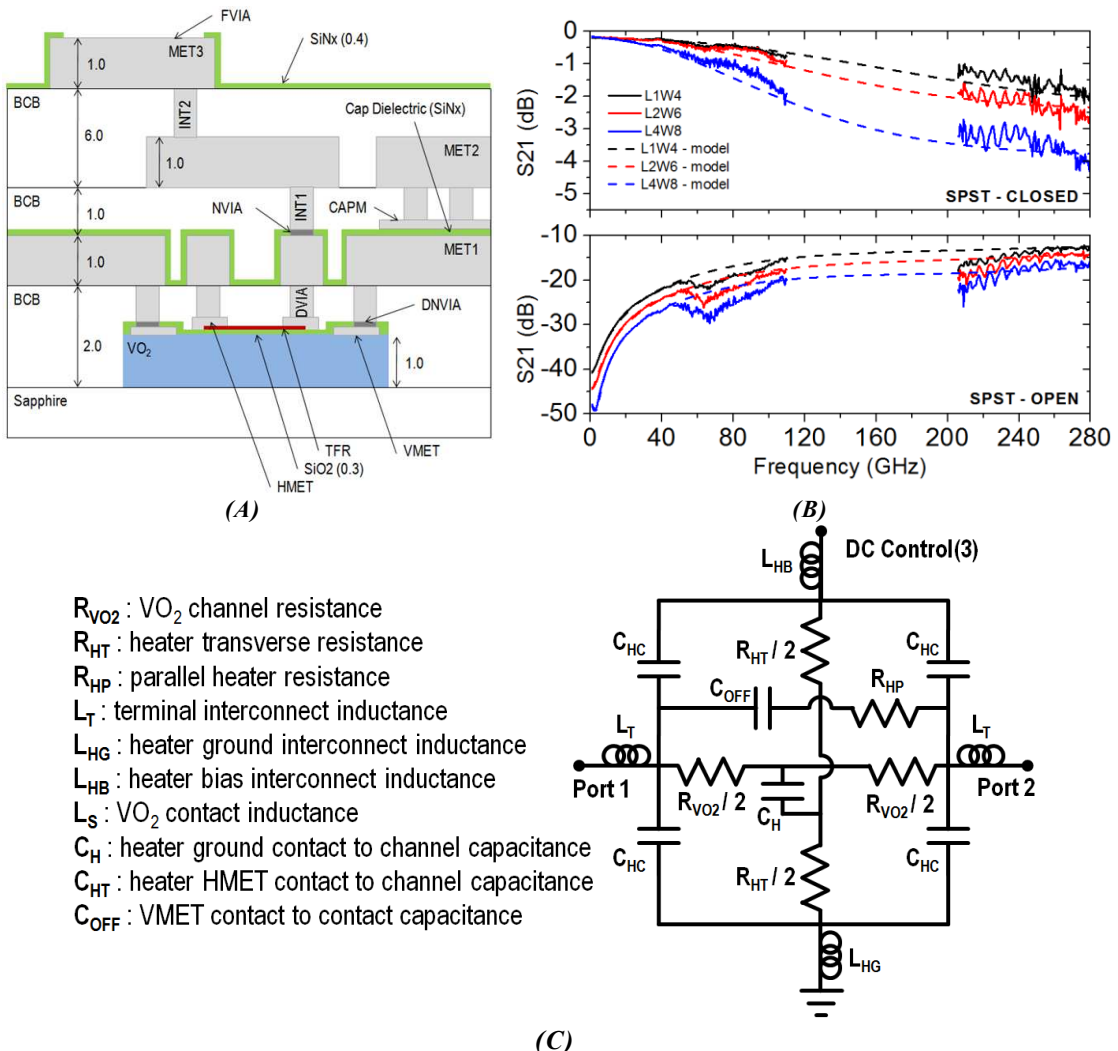 FVIA
MET3
SiNx (0.4)
1.0
BCB
Cap Dielectric (SiNx)
INT2
6.0
1.0
MET2
BCB
NVIA
INT1
CAPM
1.0
MET1
1.0
BCB
DVIA
DNVIA
VO2
2.0
1.0
Sapphire
TFR
VMET
SiO2 (0.3)
HMET
(A)
S21 (dB)
0
-1
-2
-3
-4
-5
L1W4
L2W6
L4W8
L1W4 - model
L2W6 - model
L4W8 - model
SPST - CLOSED
S21 (dB)
-10
-20
-30
-40
-50
SPST - OPEN
0 40 80 120 160 200 240 280
Frequency (GHz)
(B)
RVO2 : VO2 channel resistance
RHT : heater transverse resistance
RHP : parallel heater resistance
LT : terminal interconnect inductance
LHG : heater ground interconnect inductance
LHB : heater bias interconnect inductance
LS : VO2 contact inductance
CH : heater ground contact to channel capacitance
CHT : heater HMET contact to channel capacitance
COFF : VMET contact to contact capacitance
DC Control(3)
LHB
CHC
RHT / 2
CHC
COFF
RHP
LT
LT
Port 1
RVO2 / 2
CH
RVO2 / 2
Port 2
CHC
RHT / 2
CHC
LHG
(C)